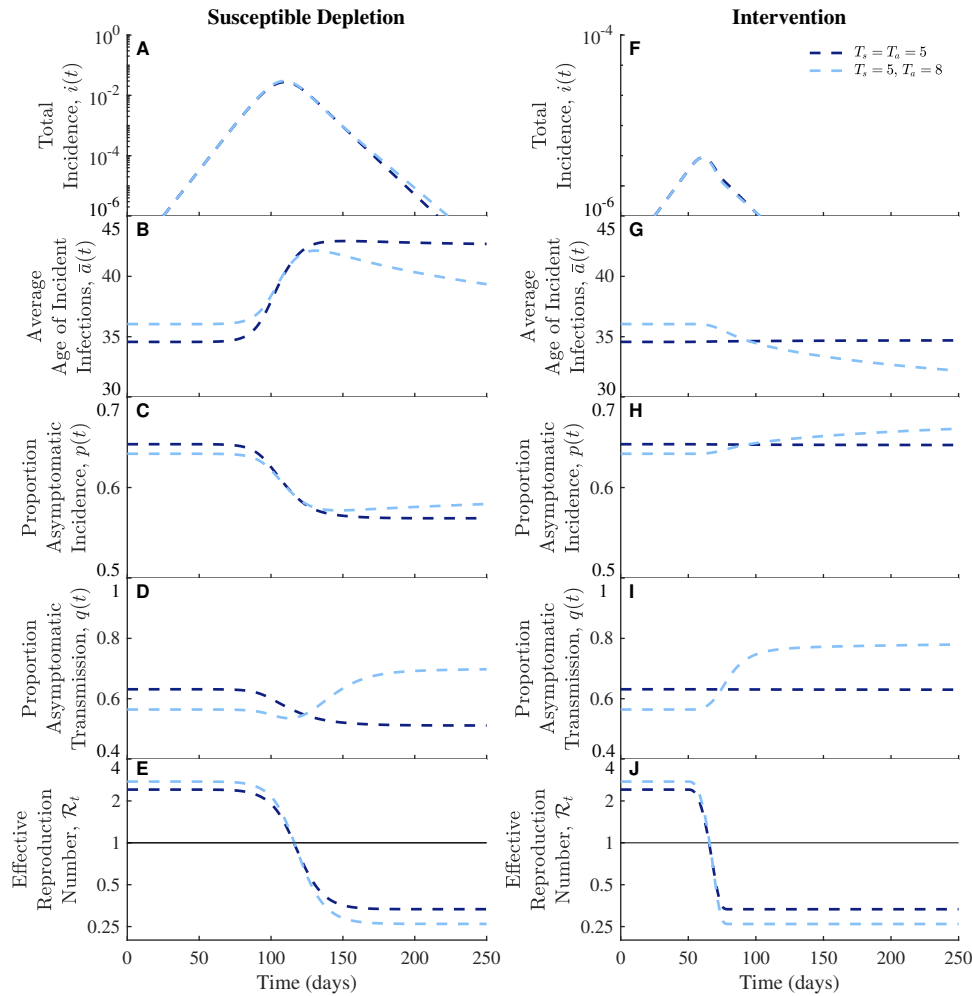 Susceptible Depletion
Intervention
A
10^0
10^-2
10^-4
10^-6
Total
Incidence, i(t)
B
45
40
35
30
Average
Age of Incident
Infections, ā(t)
C
0.7
0.6
0.5
Proportion
Asymptomatic
Incidence, p(t)
D
1
0.8
0.6
0.4
Proportion
Asymptomatic
Transmission, q(t)
E
4
2
1
0.5
0.25
Effective
Reproduction
Number, ℛ_t
0 50 100 150 200 250
Time (days)
F
10^-4
10^-6
Total
Incidence, i(t)
T_s = T_a = 5
T_s = 5, T_a = 8
G
45
40
35
30
Average
Age of Incident
Infections, ā(t)
H
0.7
0.6
0.5
Proportion
Asymptomatic
Incidence, p(t)
I
1
0.8
0.6
0.4
Proportion
Asymptomatic
Transmission, q(t)
J
4
2
1
0.5
0.25
Effective
Reproduction
Number, ℛ_t
0 50 100 150 200 250
Time (days)